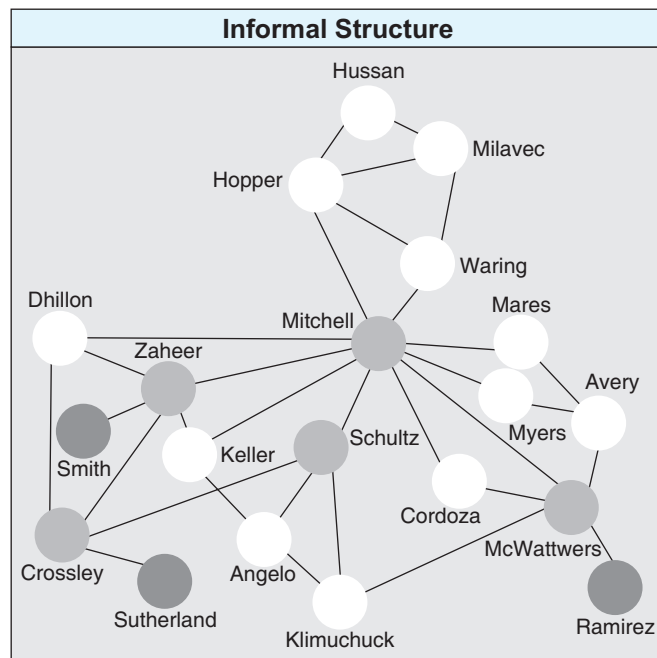 Informal Structure
Hussan
Milavec
Hopper
Waring
Dhillon
Mitchell
Mares
Zaheer
Avery
Myers
Schultz
Keller
Smith
Cordoza
McWattwers
Crossley
Angelo
Sutherland
Klimuchuck
Ramirez